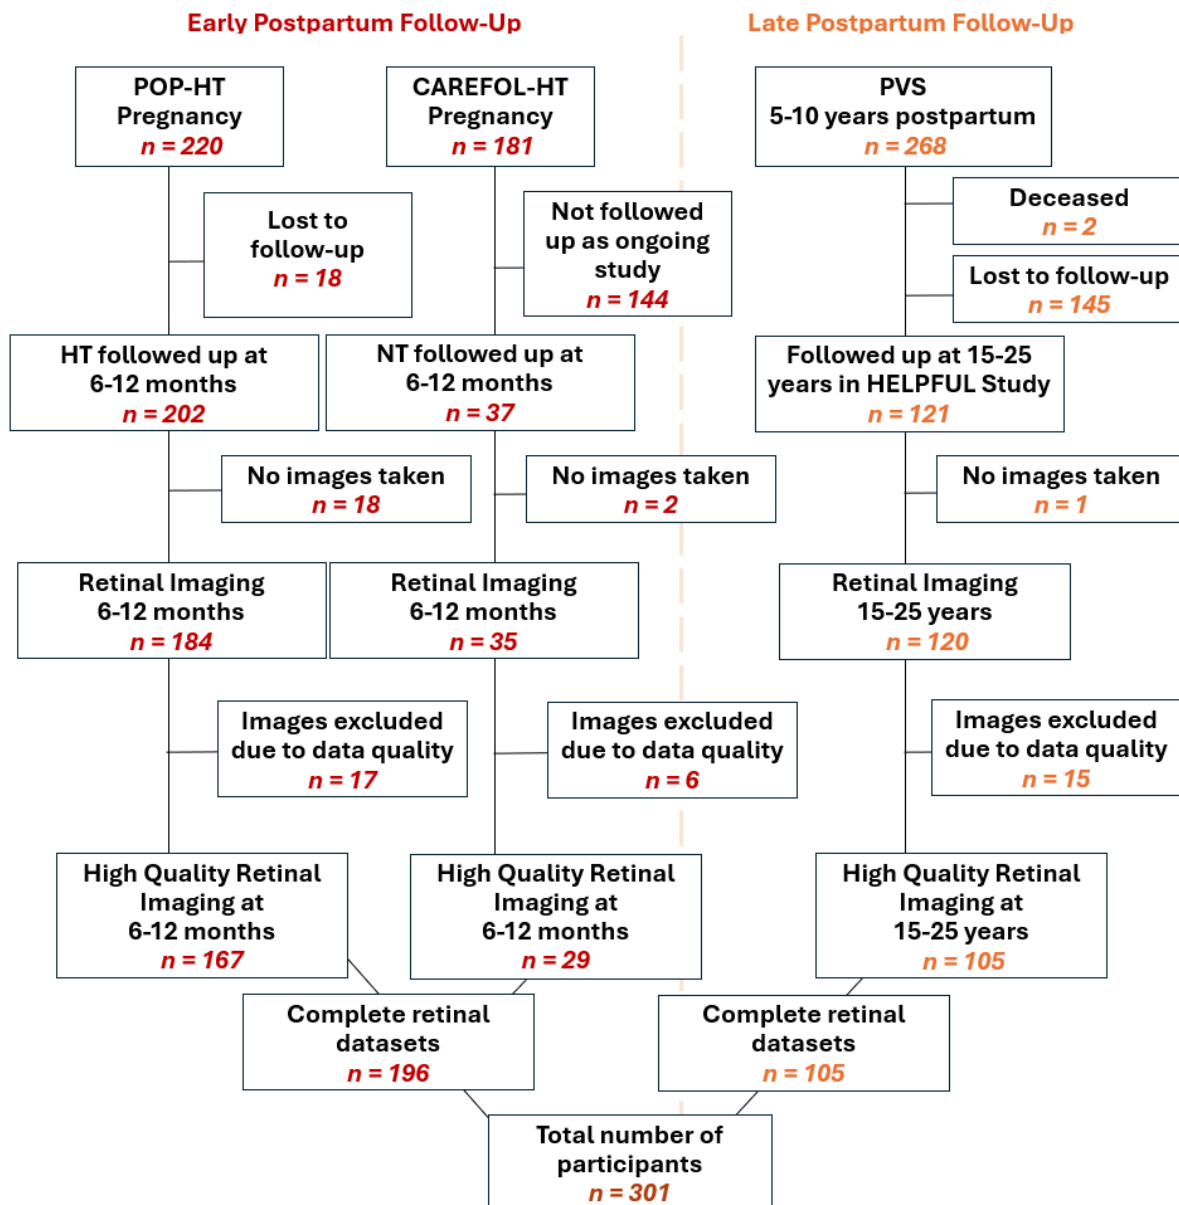 Early Postpartum Follow-Up
Late Postpartum Follow-Up
POP-HT
Pregnancy
n = 220
CAREFOL-HT
Pregnancy
n = 181
PVS
5-10 years postpartum
n = 268
Lost to
follow-up
n = 18
Not followed
up as ongoing
study
n = 144
Deceased
n = 2
Lost to follow-up
n = 145
HT followed up at
6-12 months
n = 202
NT followed up at
6-12 months
n = 37
Followed up at 15-25
years in HELPFUL Study
n = 121
No images taken
n = 18
No images taken
n = 2
No images taken
n = 1
Retinal Imaging
6-12 months
n = 184
Retinal Imaging
6-12 months
n = 35
Retinal Imaging
15-25 years
n = 120
Images excluded
due to data quality
n = 17
Images excluded
due to data quality
n = 6
Images excluded
due to data quality
n = 15
High Quality Retinal
Imaging at
6-12 months
n = 167
High Quality Retinal
Imaging at
6-12 months
n = 29
High Quality Retinal
Imaging at
15-25 years
n = 105
Complete retinal
datasets
n = 196
Complete retinal
datasets
n = 105
Total number of
participants
n = 301